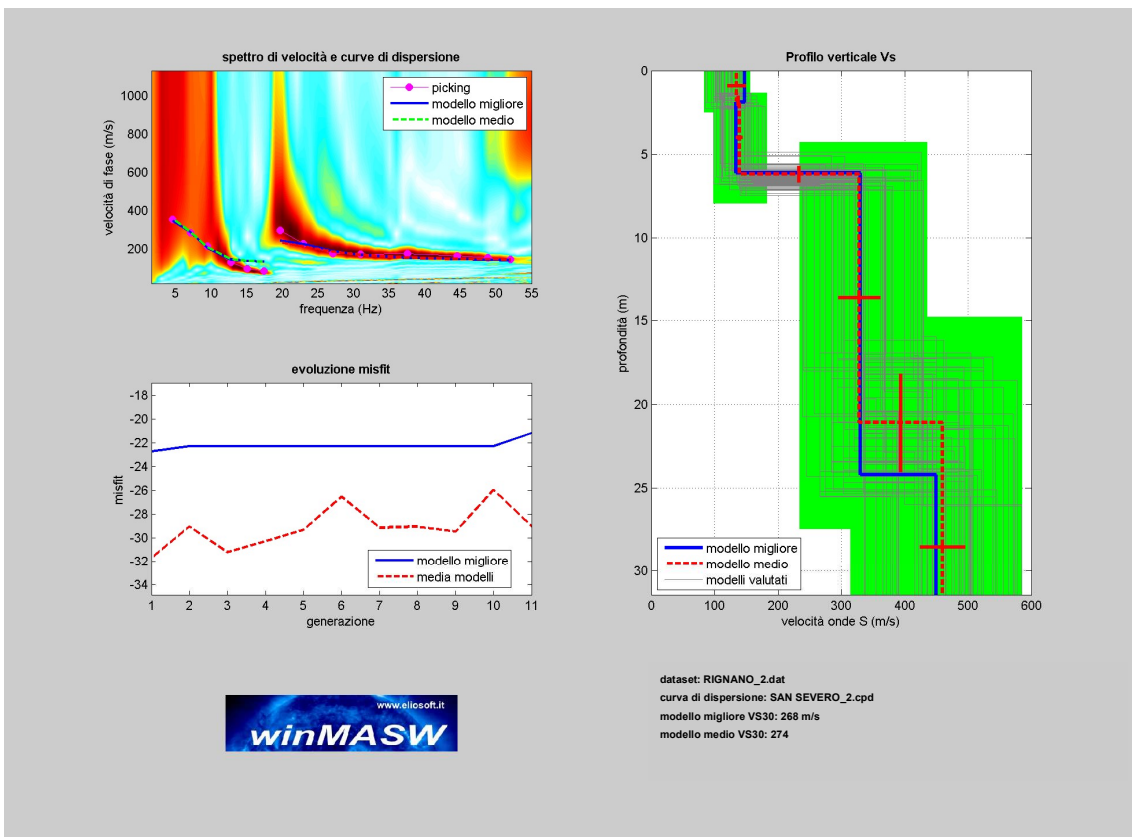 spettro di velocità e curve di dispersione
1000
800
600
400
200
velocità di fase (m/s)
picking
modello migliore
modello medio
5 10 15 20 25 30 35 40 45 50 55
frequenza (Hz)
evoluzione misfit
-18
-20
-22
-24
-26
-28
-30
-32
-34
misfit
modello migliore
media modelli
1 2 3 4 5 6 7 8 9 10 11
generazione
www.eliosoft.it
winMASW
Profilo verticale Vs
0
5
10
15
20
25
30
profondità (m)
modello migliore
modello medio
modelli valutati
0 100 200 300 400 500 600
velocità onde S (m/s)
dataset: RIGNANO_2.dat
curva di dispersione: SAN SEVERO_2.cpd
modello migliore VS30: 268 m/s
modello medio VS30: 274